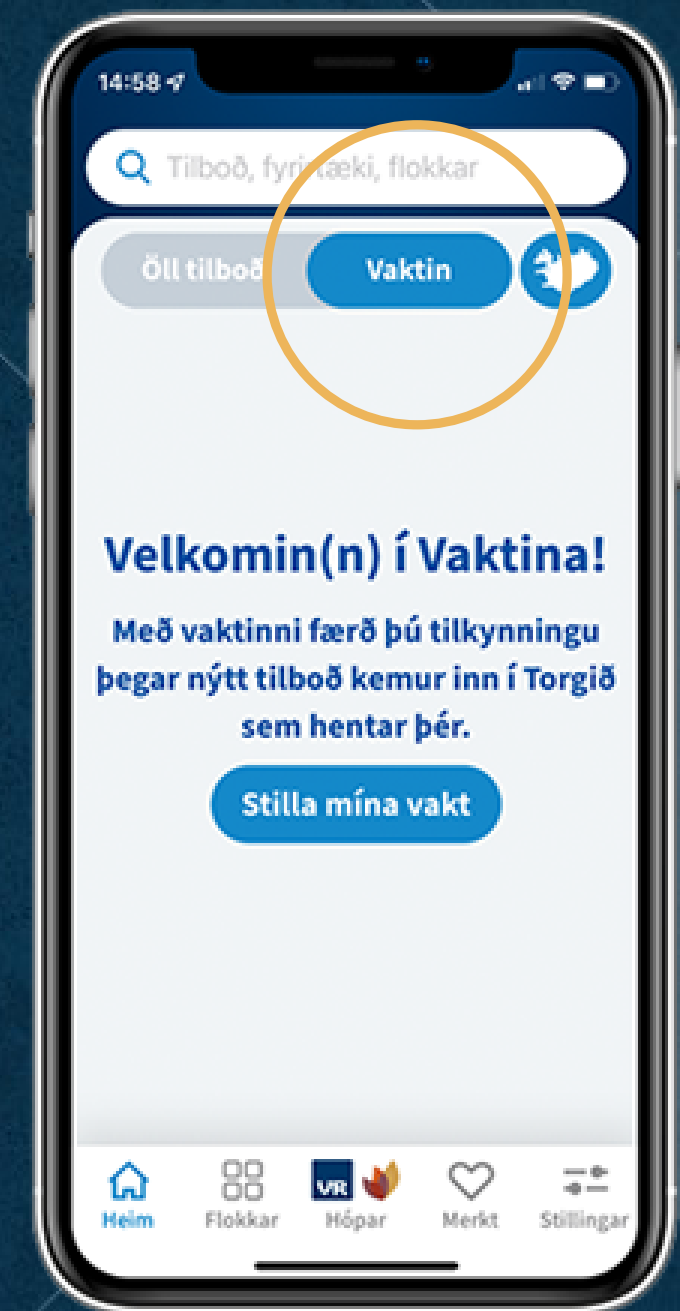 14:58
Tilboð, fyrirtæki, flokkar
Öll tilboð
Vaktin
Velkomin(n) í Vaktina!
Með vaktinni færð þú tilkynningu
þegar nýtt tilboð kemur inn í Torgið
sem hentar þér.
Stilla mína vakt
VR
Heim
Flokkar
Hópar
Merkt
Stillingar